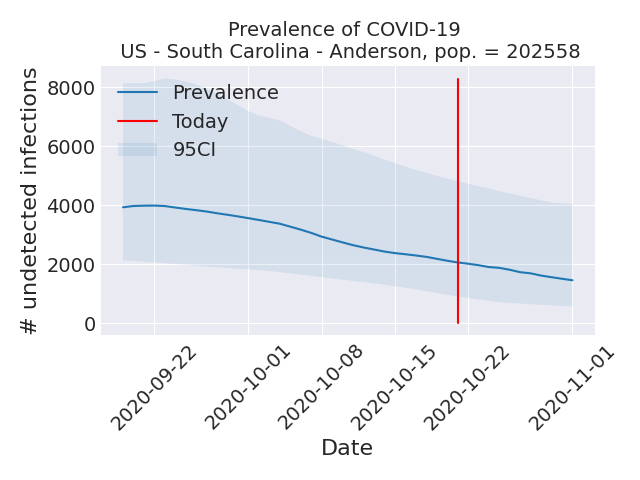 Prevalence of COVID-19
US - South Carolina - Anderson, pop. = 202558
# undetected infections
8000
6000
4000
2000
0
Prevalence
Today
95CI
2020-09-22
2020-10-01
2020-10-08
2020-10-15
2020-10-22
2020-11-01
Date